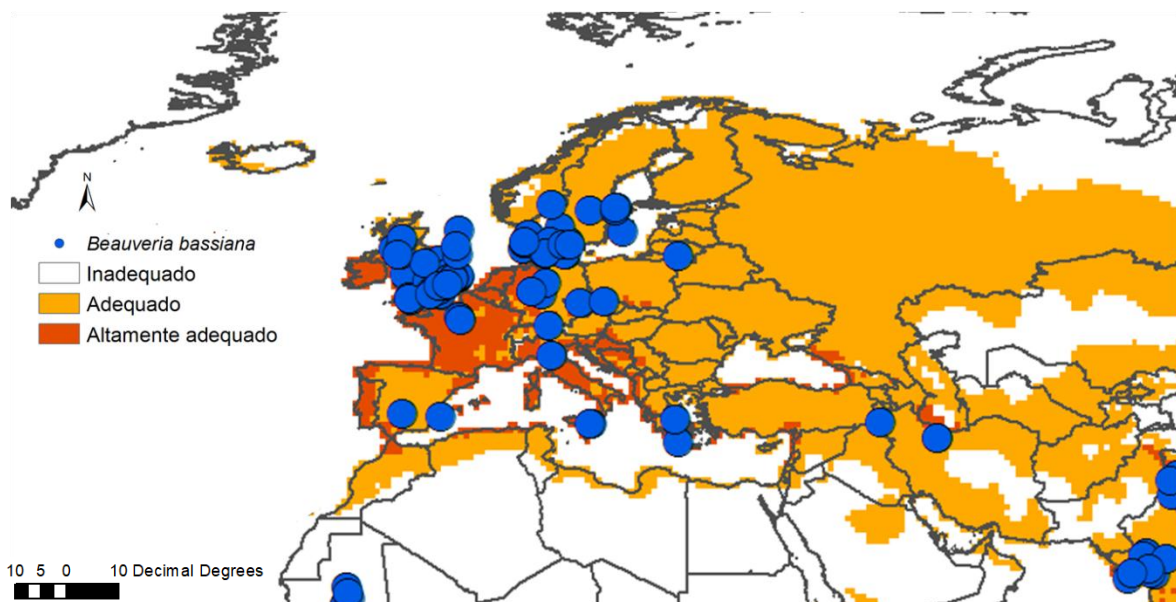 N
Beauveria bassiana
Inadequado
Adequado
Altamente adequado
10 5 0 10 Decimal Degrees